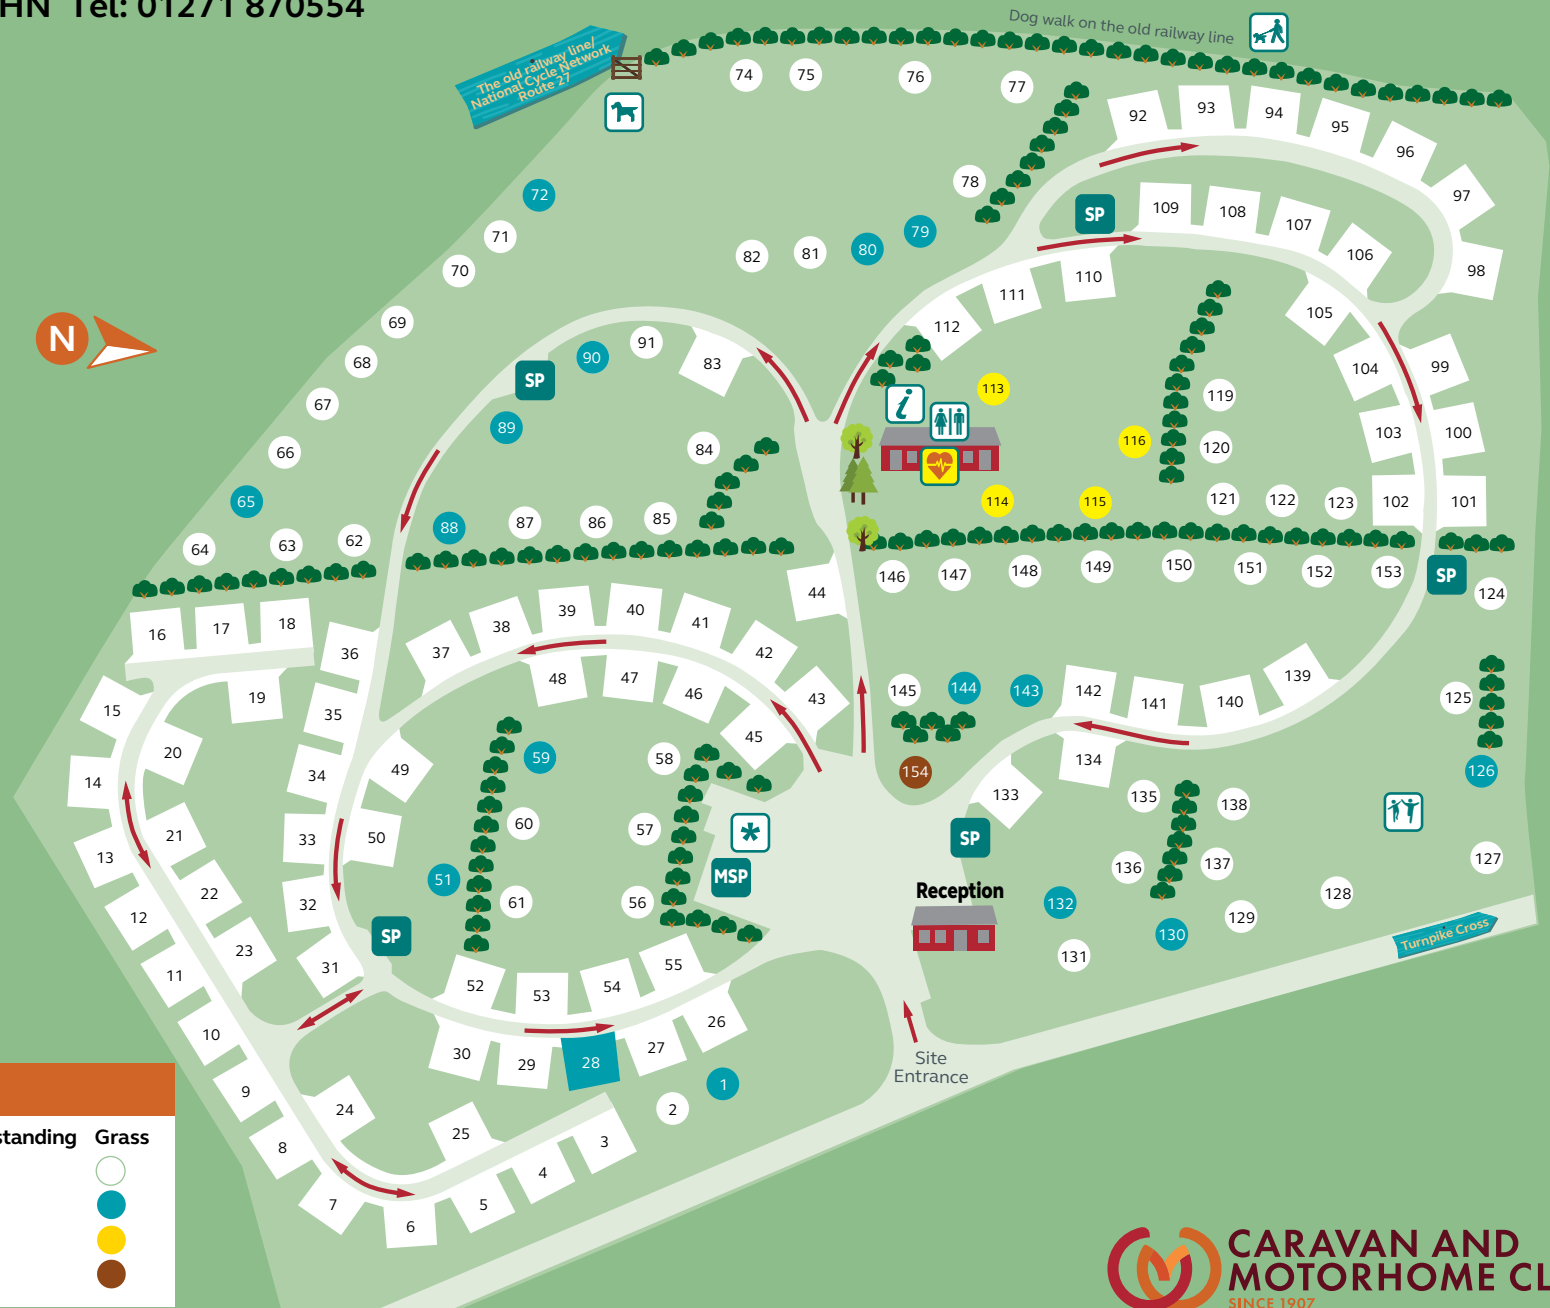 HN Tel: 01271 870554
Dog walk on the old railway line
The old railway line/
National Cycle Network
Route 27
74 75 76 77
92 93 94 95 96 97 98
72 71 70 69 68 67 66 65 64 63 62
78 79 80 81 82
SP
109 108 107 106 105
110 111 112
N
91 90 83
SP
89 88 87 86 85 84
i
113 114 115 116
119 120 121 122 123
104 99 103 100 102 101
146 147 148 149 150 151 152 153
SP
124 125 126 127
44
16 17 18 19
36 35 34 33 32 31
37 38 39 40 41 42 43
48 47 46 45
49 50
15 14 13 12 11 10 9 8 7 6 5 4 3
20 21 22 23 24 25
59 60 61 51
58 57 56
*
MSP
SP
145 144 143 142 141 140 139
154 133 134
SP
135 136 137 138
Reception
132 131 130 129 128
Turnpike Cross
52 53 54 55
30 29 28 27 26
1 2
Site
Entrance
standing Grass
CARAVAN AND
MOTORHOME CL
SINCE 1907